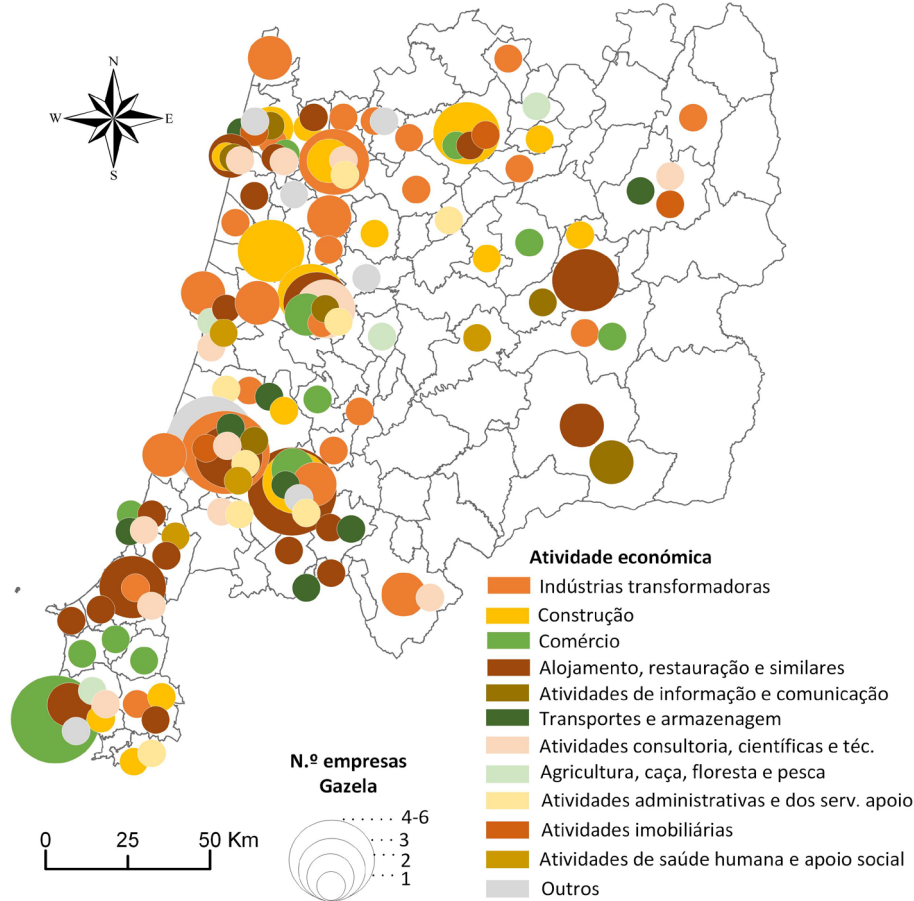 N
W
E
S
Atividade económica
Indústrias transformadoras
Construção
Comércio
Alojamento, restauração e similares
Atividades de informação e comunicação
Transportes e armazenagem
Atividades consultoria, científicas e téc.
Agricultura, caça, floresta e pesca
Atividades administrativas e dos serv. apoio
Atividades imobiliárias
Atividades de saúde humana e apoio social
Outros
N.º empresas
Gazela
4-6
3
2
1
0 25 50 Km